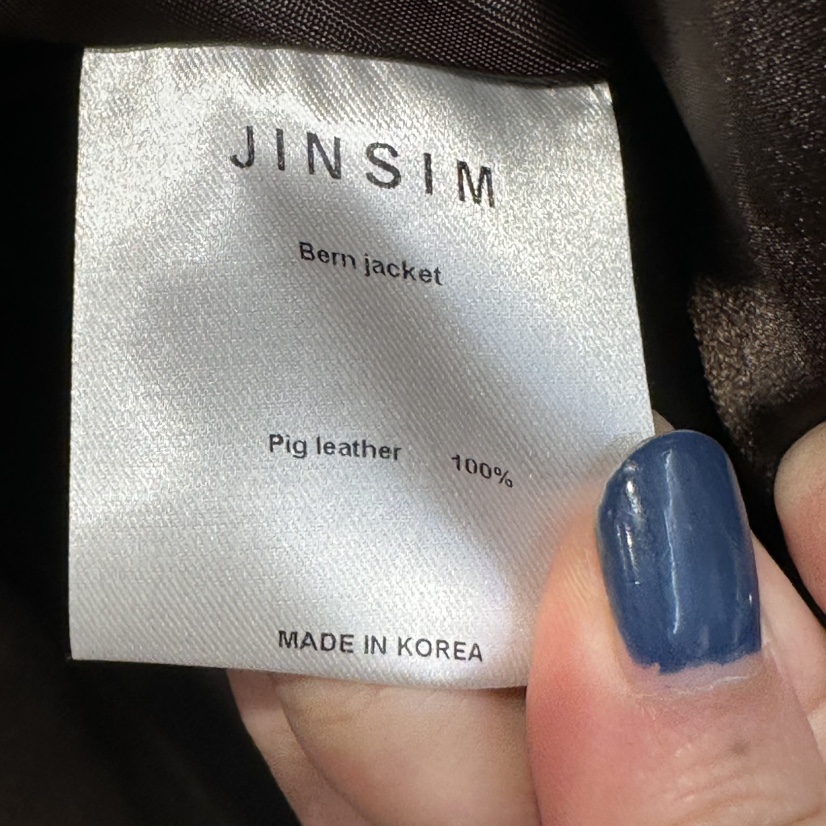 JINSIM
Bern jacket
Pig leather 100%
MADE IN KOREA